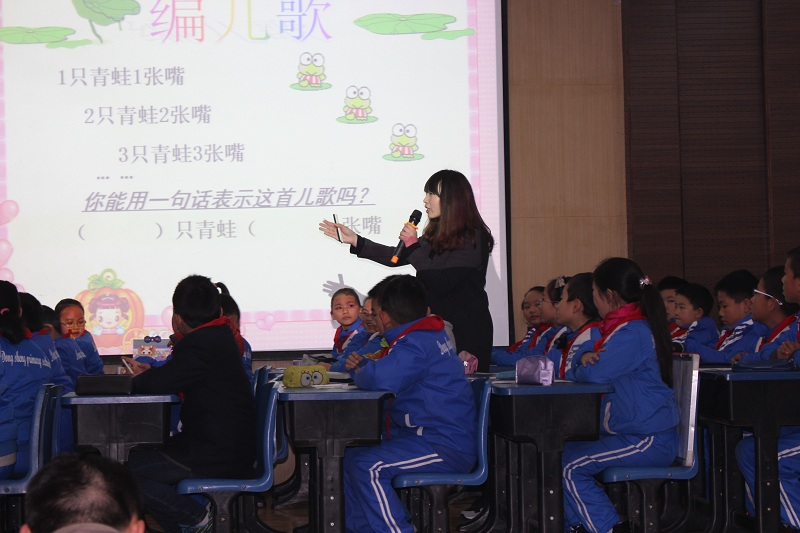 编儿歌
1只青蛙1张嘴
2只青蛙2张嘴
3只青蛙3张嘴
… …
你能用一句话表示这首儿歌吗？
（ ）只青蛙（ 张嘴